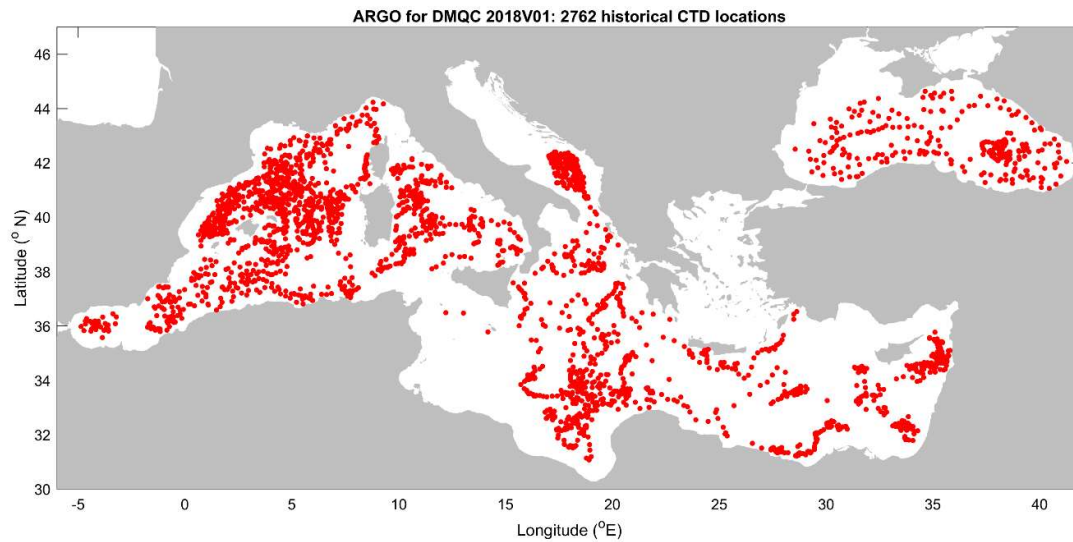 ARGO for DMQC 2018V01: 2762 historical CTD locations
46
44
42
40
38
36
34
32
30
Latitude (° N)
-5 0 5 10 15 20 25 30 35 40
Longitude (°E)